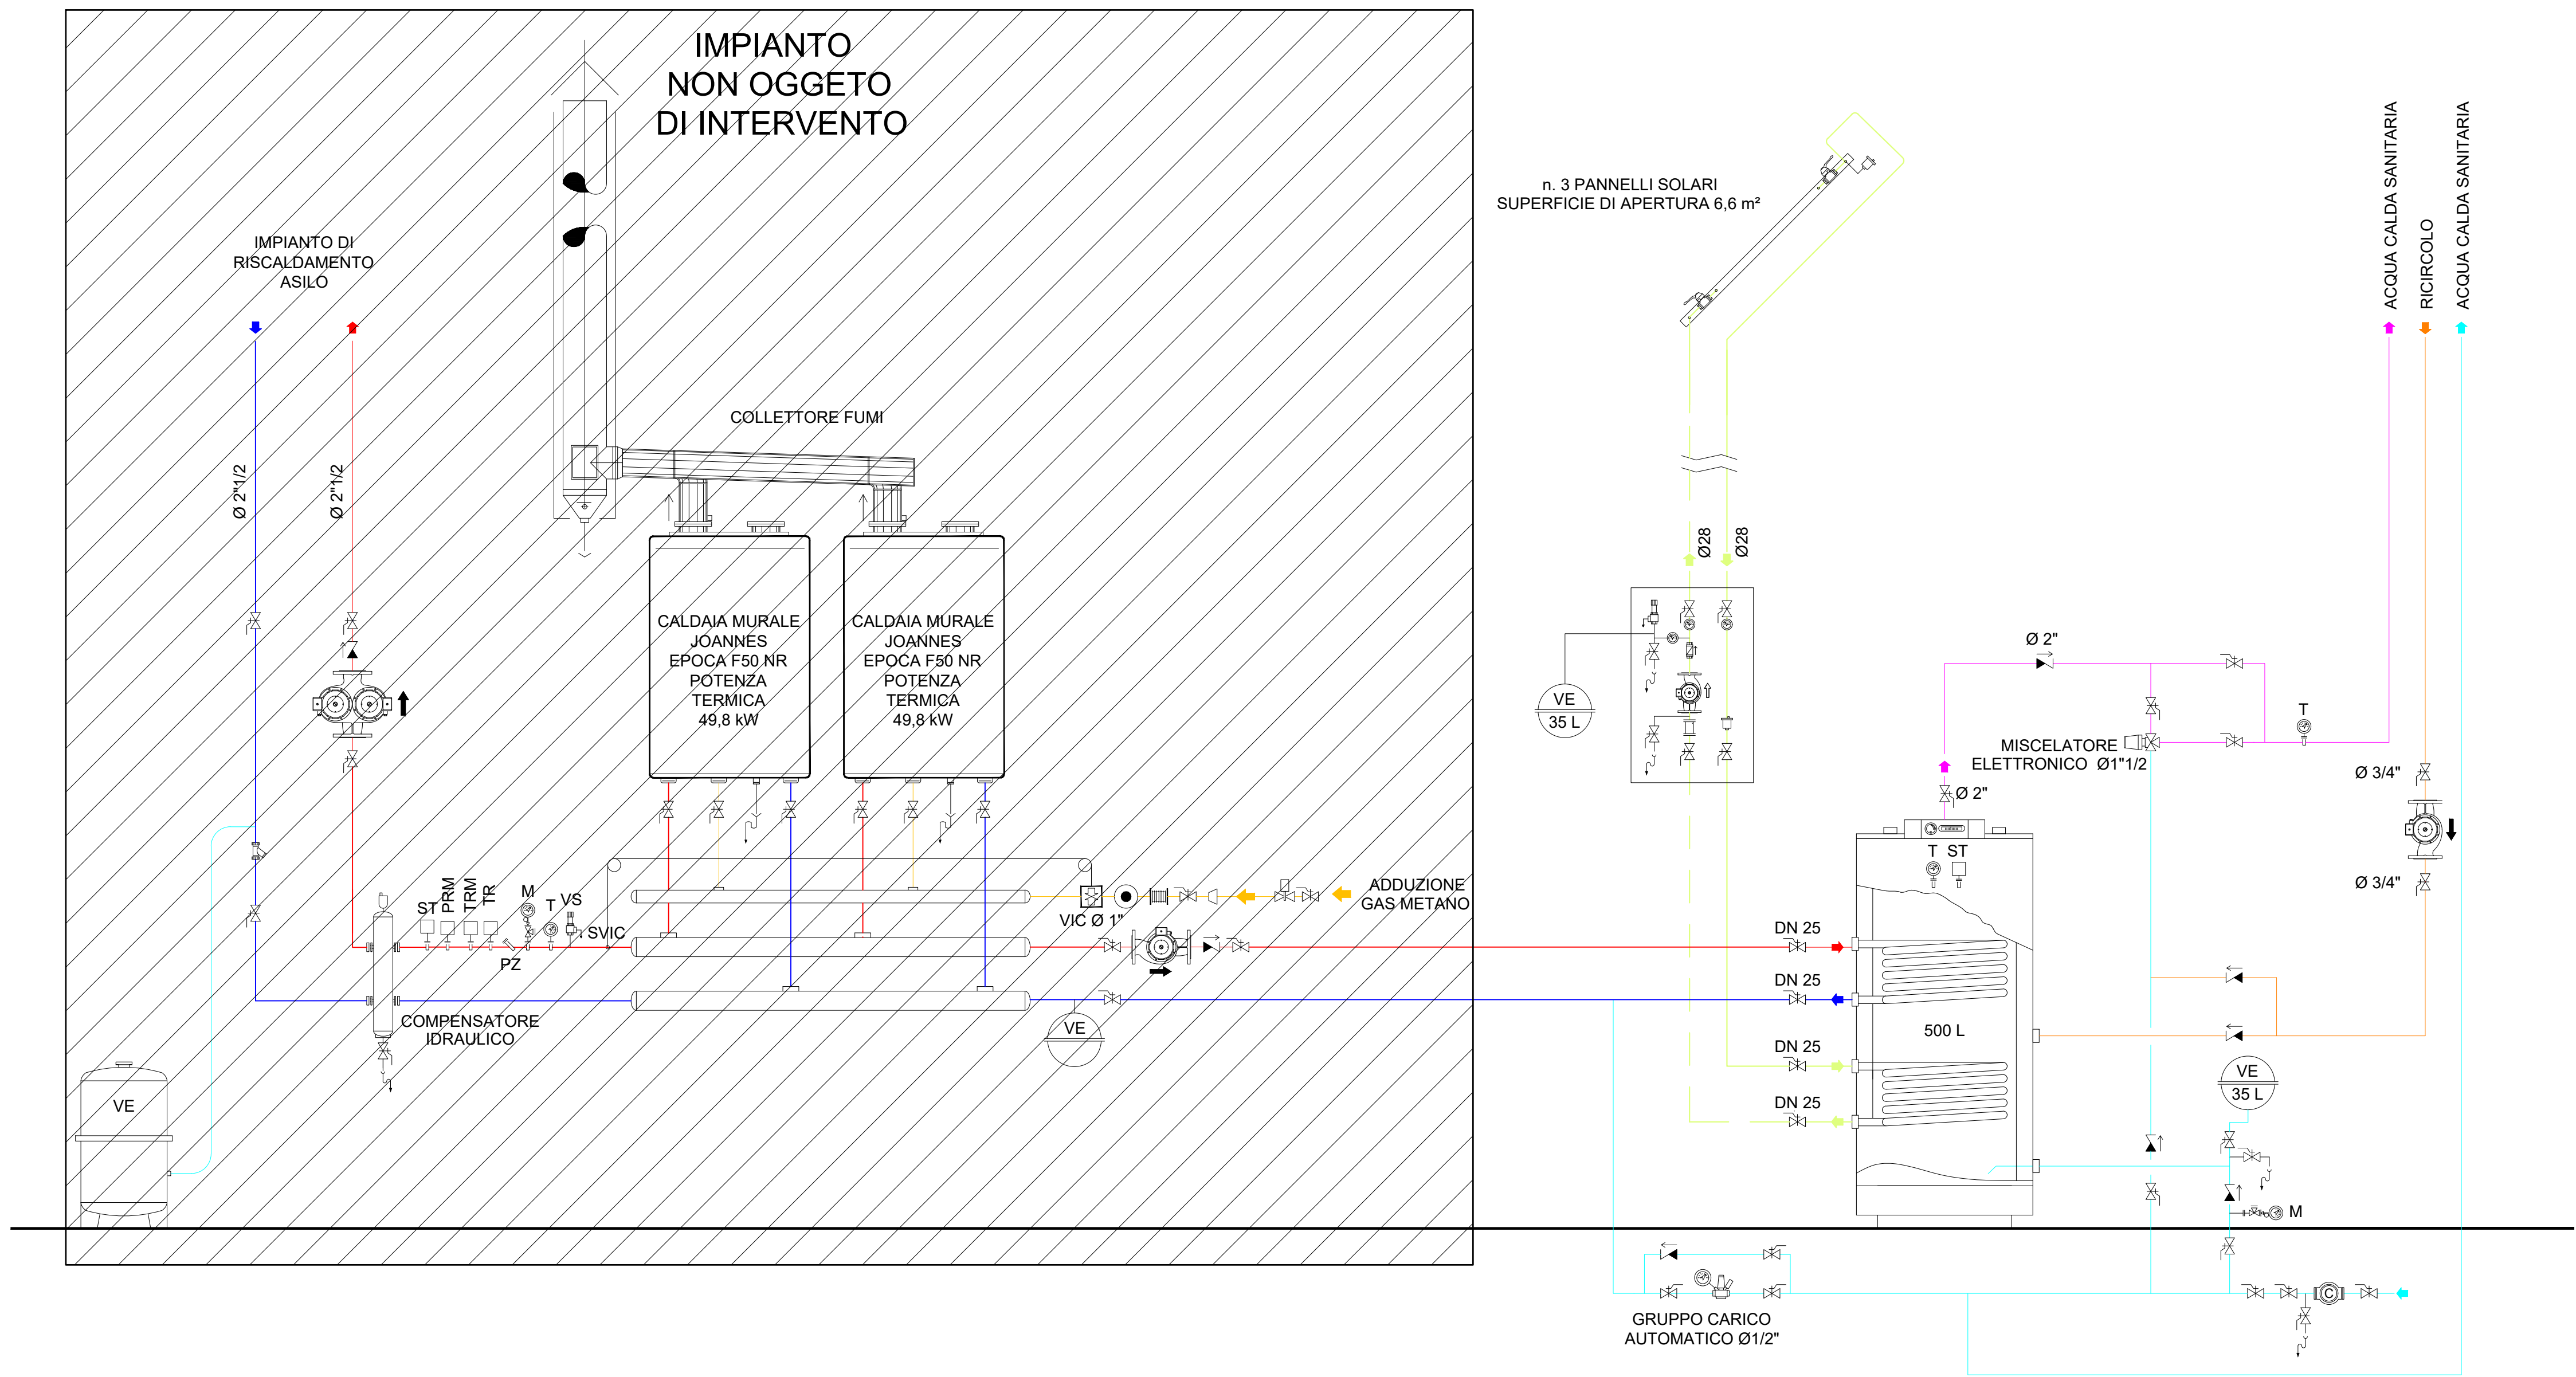 IMPIANTO
NON OGGETO
DI INTERVENTO
IMPIANTO DI
RISCALDAMENTO
ASILO
Ø 2"1/2
Ø 2"1/2
COLLETTORE FUMI
CALDAIA MURALE
JOANNES
EPOCA F50 NR
POTENZA
TERMICA
49,8 kW
CALDAIA MURALE
JOANNES
EPOCA F50 NR
POTENZA
TERMICA
49,8 kW
ST
PRM
TRM
TR
PZ
M
T
VS
SVIC
VIC Ø 1"
ADDUZIONE
GAS METANO
COMPENSATORE
IDRAULICO
VE
VE
n. 3 PANNELLI SOLARI
SUPERFICIE DI APERTURA 6,6 m²
Ø28
Ø28
VE
35 L
DN 25
DN 25
DN 25
DN 25
T
ST
500 L
Ø 2"
Ø 2"
MISCELATORE
ELETTRONICO Ø1"1/2
T
ACQUA CALDA SANITARIA
RICIRCOLO
ACQUA CALDA SANITARIA
Ø 3/4"
Ø 3/4"
VE
35 L
M
C
GRUPPO CARICO
AUTOMATICO Ø1/2"